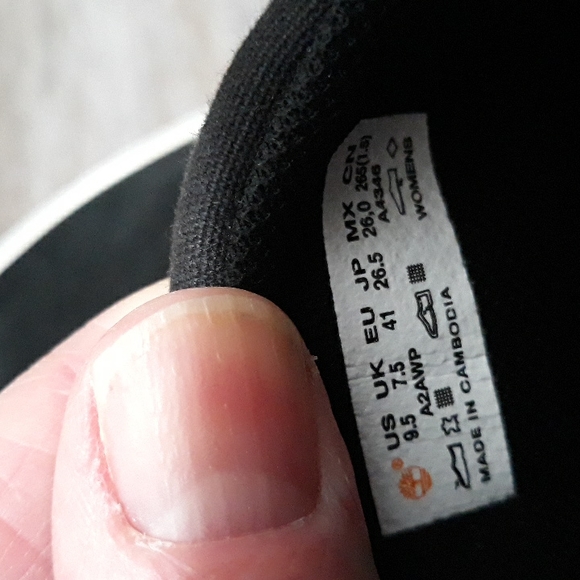 US UK EU JP MX CN
9.5 7.5 41 26.5 26,0 265(1.5)
A2AWP A4346
WOMENS
MADE IN CAMBODIA